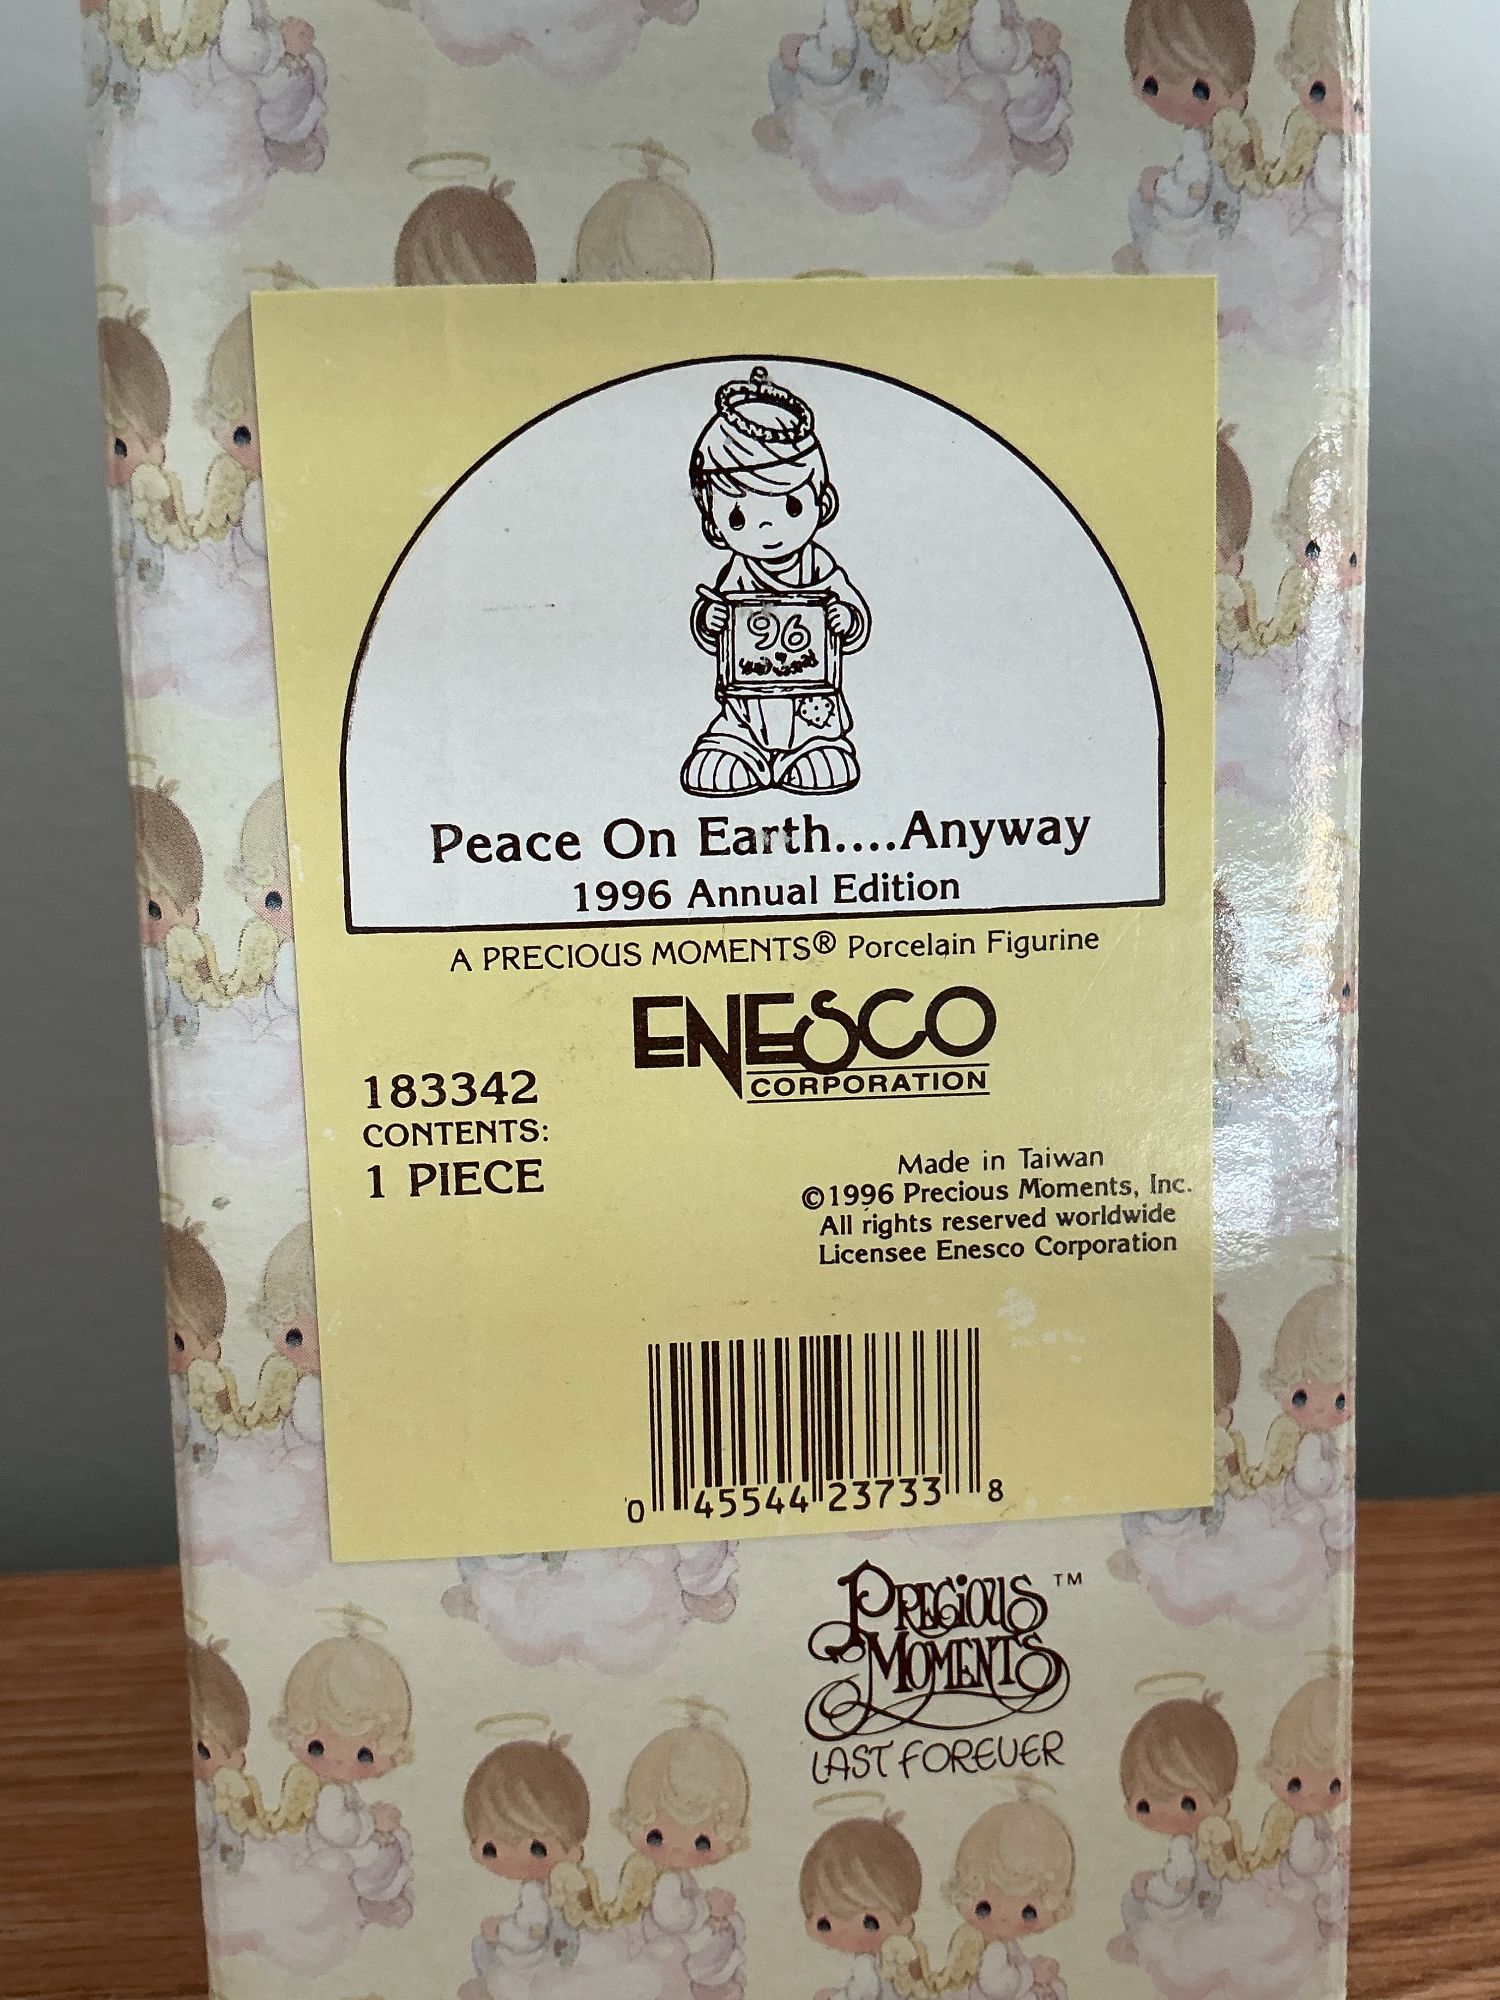 96
Peace On Earth....Anyway
1996 Annual Edition
A PRECIOUS MOMENTS® Porcelain Figurine
ENESCO
CORPORATION
183342
CONTENTS:
1 PIECE
Made in Taiwan
©1996 Precious Moments, Inc.
All rights reserved worldwide
Licensee Enesco Corporation
0 45544 23733 8
PRECIOUS MOMENTS™
LAST FOREVER